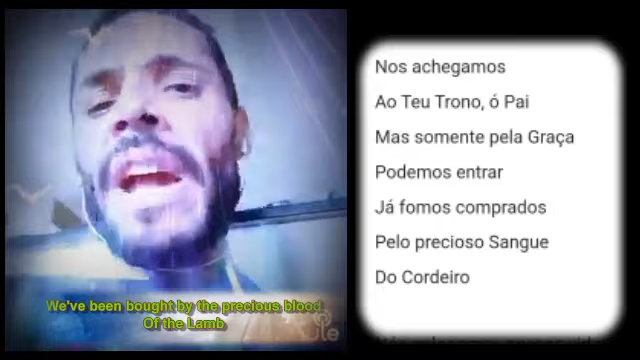 We've been bought by the precious blood
Of the Lamb
Nos achegamos
Ao Teu Trono, ó Pai
Mas somente pela Graça
Podemos entrar
Já fomos comprados
Pelo precioso Sangue
Do Cordeiro